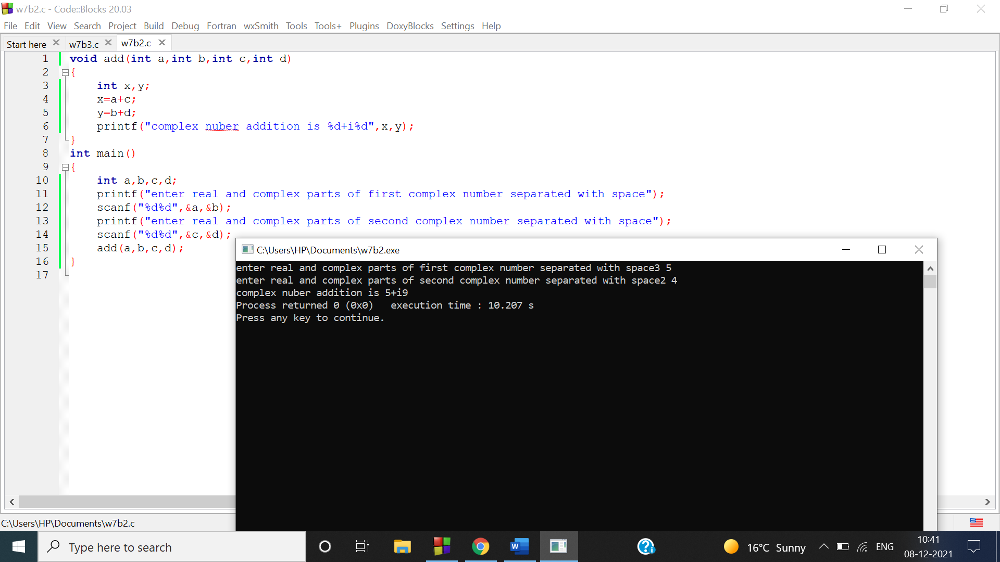 w7b2.c - Code::Blocks 20.03
File Edit View Search Project Build Debug Fortran wxSmith Tools Tools+ Plugins DoxyBlocks Settings Help
Start here w7b3.c w7b2.c
1 void add(int a,int b,int c,int d)
2 {
3 int x,y;
4 x=a+c;
5 y=b+d;
6 printf("complex nuber addition is %d+i%d",x,y);
7 }
8 int main()
9 {
10 int a,b,c,d;
11 printf("enter real and complex parts of first complex number separated with space");
12 scanf("%d%d",&a,&b);
13 printf("enter real and complex parts of second complex number separated with space");
14 scanf("%d%d",&c,&d);
15 add(a,b,c,d);
16 }
17
C:\Users\HP\Documents\w7b2.exe
enter real and complex parts of first complex number separated with space3 5
enter real and complex parts of second complex number separated with space2 4
complex nuber addition is 5+i9
Process returned 0 (0x0)   execution time : 10.207 s
Press any key to continue.
C:\Users\HP\Documents\w7b2.c
Type here to search
W
?
i
16°C Sunny
ENG
10:41
08-12-2021